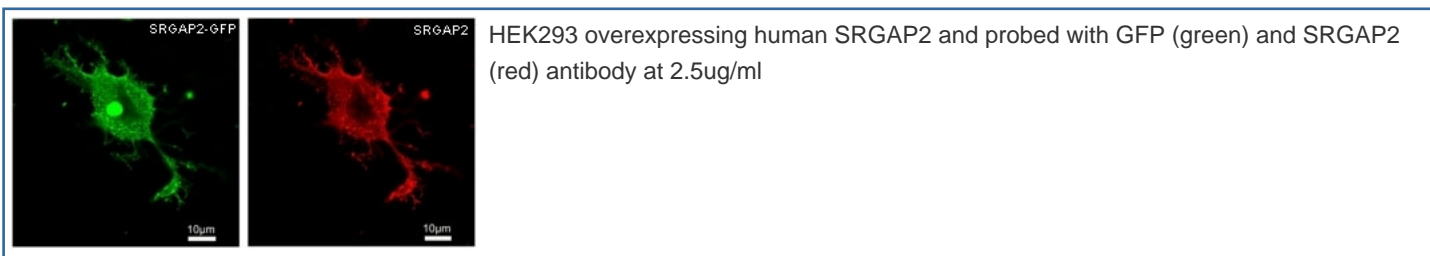 SRGAP2-GFP
SRGAP2
HEK293 overexpressing human SRGAP2 and probed with GFP (green) and SRGAP2
(red) antibody at 2.5ug/ml
10µm
10µm